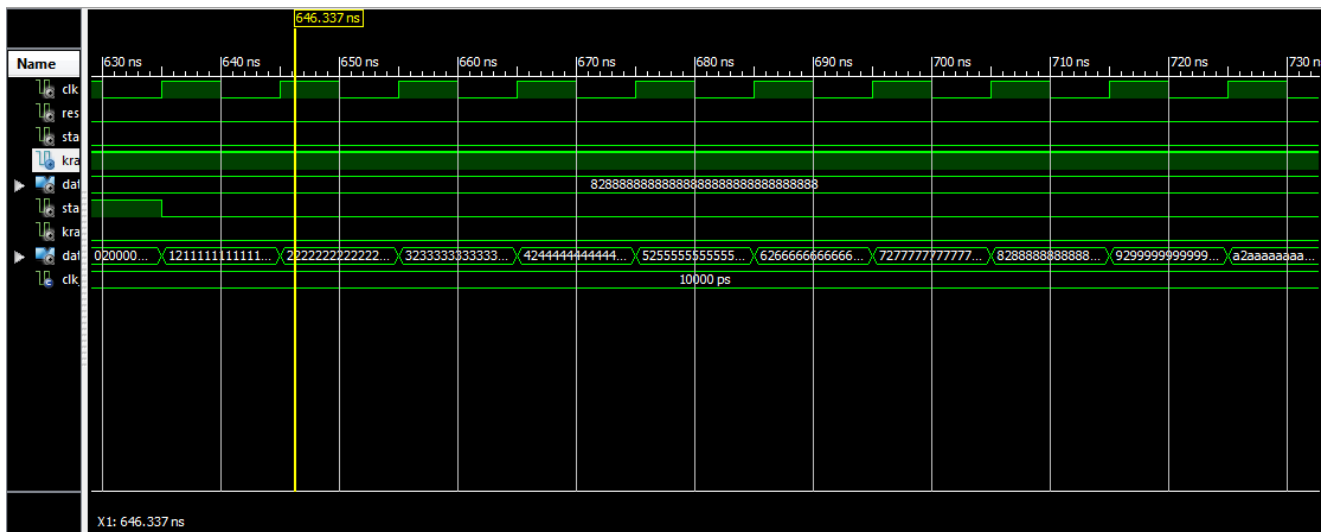 646.337 ns
Name 630 ns 640 ns 650 ns 660 ns 670 ns 680 ns 690 ns 700 ns 710 ns 720 ns 730 n
clk
res
sta
kra
dat 82888888888888888888888888888888
sta
kra
dat 020000... 1211111111111... 2222222222222... 3233333333333... 4244444444444... 5255555555555... 6266666666666... 7277777777777... 8288888888888... 9299999999999... a2aaaaaaaa...
clk 10000 ps
X1: 646.337 ns